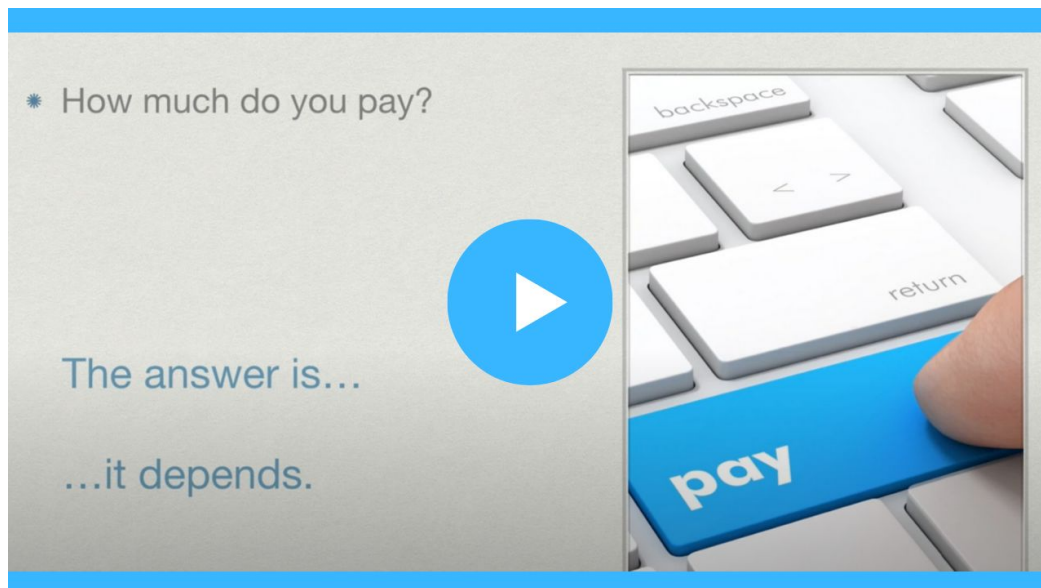 How much do you pay?
The answer is...
...it depends.
backspace
< >
return
pay